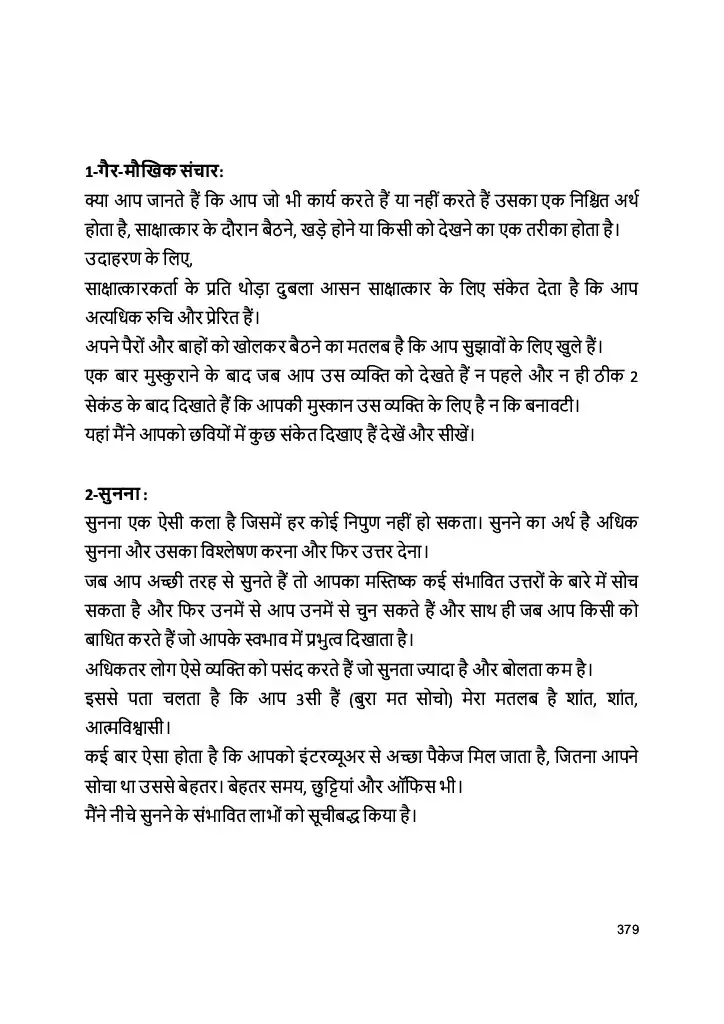 1-गैर-मौखिक संचार:
क्या आप जानते हैं कि आप जो भी कार्य करते हैं या नहीं करते हैं उसका एक निश्चित अर्थ
होता है, साक्षात्कार के दौरान बैठने, खड़े होने या किसी को देखने का एक तरीका होता है।
उदाहरण के लिए,
साक्षात्कारकर्ता के प्रति थोड़ा दुबला आसन साक्षात्कार के लिए संकेत देता है कि आप
अत्यधिक रुचि और प्रेरित हैं।
अपने पैरों और बाहों को खोलकर बैठने का मतलब है कि आप सुझावों के लिए खुले हैं।
एक बार मुस्कुराने के बाद जब आप उस व्यक्ति को देखते हैं न पहले और न ही ठीक 2
सेकंड के बाद दिखाते हैं कि आपकी मुस्कान उस व्यक्ति के लिए है न कि बनावटी।
यहां मैंने आपको छवियों में कुछ संकेत दिखाए हैं देखें और सीखें।
2-सुनना :
सुनना एक ऐसी कला है जिसमें हर कोई निपुण नहीं हो सकता। सुनने का अर्थ है अधिक
सुनना और उसका विश्लेषण करना और फिर उत्तर देना।
जब आप अच्छी तरह से सुनते हैं तो आपका मस्तिष्क कई संभावित उत्तरों के बारे में सोच
सकता है और फिर उनमें से आप उनमें से चुन सकते हैं और साथ ही जब आप किसी को
बाधित करते हैं जो आपके स्वभाव में प्रभुत्व दिखाता है।
अधिकतर लोग ऐसे व्यक्ति को पसंद करते हैं जो सुनता ज्यादा है और बोलता कम है।
इससे पता चलता है कि आप 3सी हैं (बुरा मत सोचो) मेरा मतलब है शांत, शांत,
आत्मविश्वासी।
कई बार ऐसा होता है कि आपको इंटरव्यूअर से अच्छा पैकेज मिल जाता है, जितना आपने
सोचा था उससे बेहतर। बेहतर समय, छुट्टियां और ऑफिस भी।
मैंने नीचे सुनने के संभावित लाभों को सूचीबद्ध किया है।
379